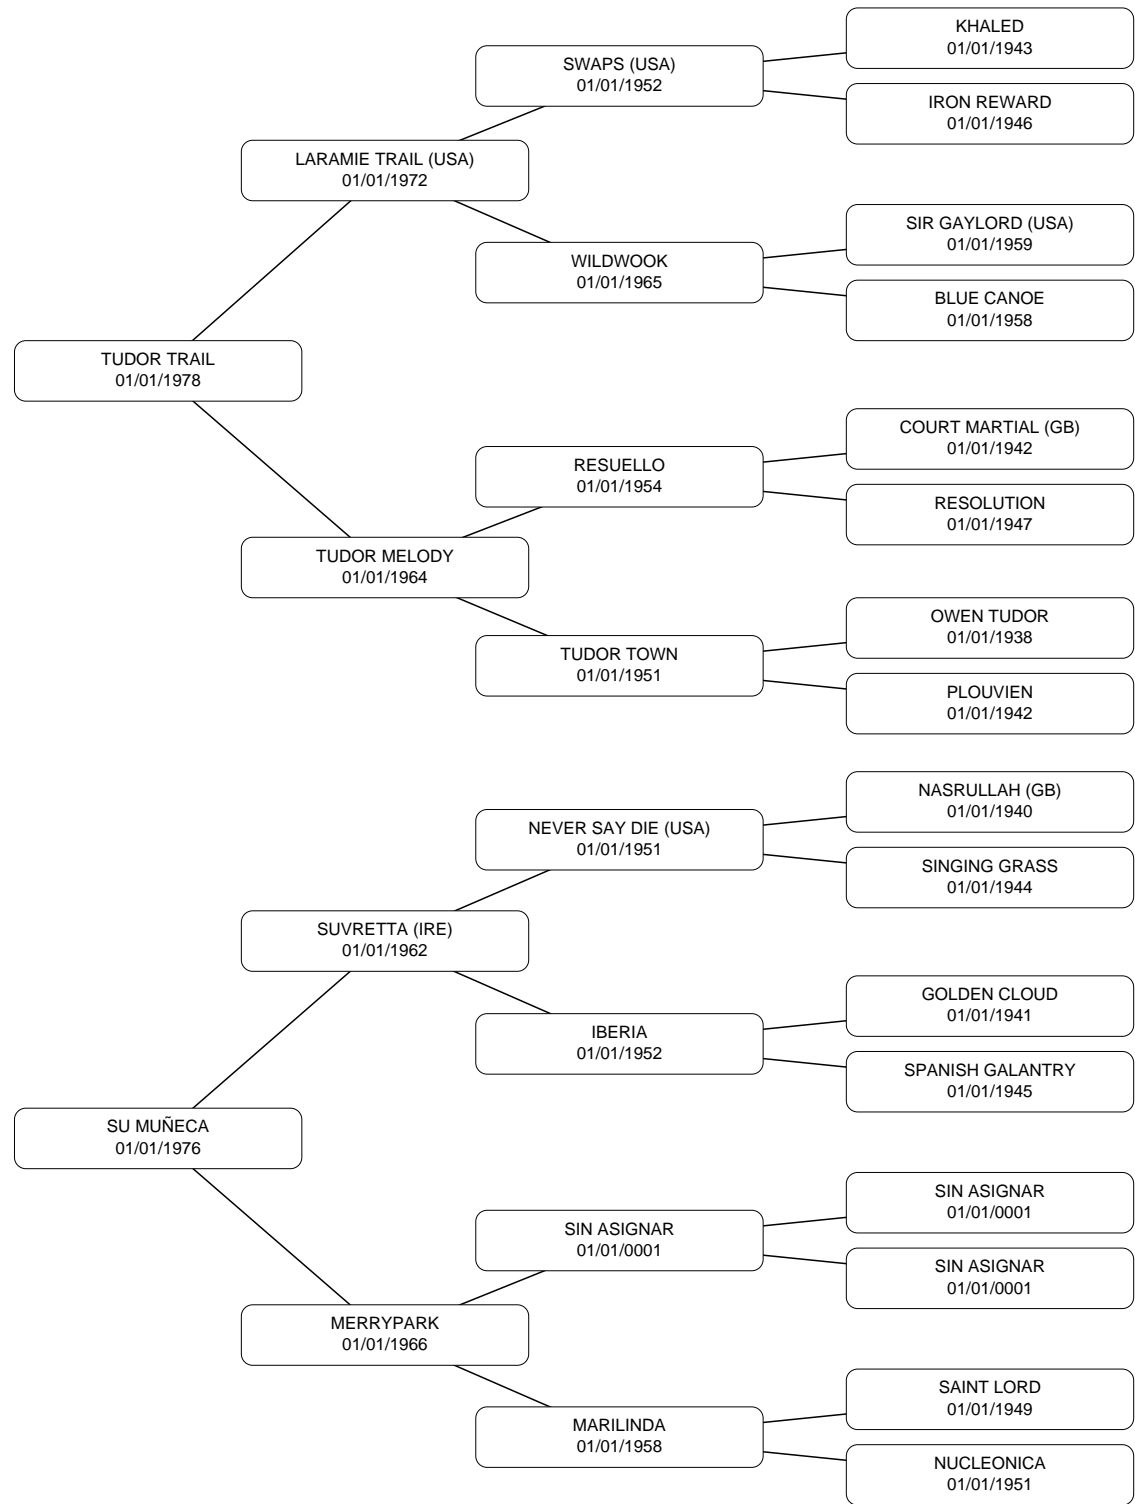 KHALED
01/01/1943
SWAPS (USA)
01/01/1952
IRON REWARD
01/01/1946
LARAMIE TRAIL (USA)
01/01/1972
SIR GAYLORD (USA)
01/01/1959
WILDWOOK
01/01/1965
BLUE CANOE
01/01/1958
TUDOR TRAIL
01/01/1978
COURT MARTIAL (GB)
01/01/1942
RESUELLO
01/01/1954
RESOLUTION
01/01/1947
TUDOR MELODY
01/01/1964
OWEN TUDOR
01/01/1938
TUDOR TOWN
01/01/1951
PLOUVIEN
01/01/1942
NASRULLAH (GB)
01/01/1940
NEVER SAY DIE (USA)
01/01/1951
SINGING GRASS
01/01/1944
SUVRETTA (IRE)
01/01/1962
GOLDEN CLOUD
01/01/1941
IBERIA
01/01/1952
SPANISH GALANTRY
01/01/1945
SU MUÑECA
01/01/1976
SIN ASIGNAR
01/01/0001
SIN ASIGNAR
01/01/0001
SIN ASIGNAR
01/01/0001
MERRYPARK
01/01/1966
SAINT LORD
01/01/1949
MARILINDA
01/01/1958
NUCLEONICA
01/01/1951